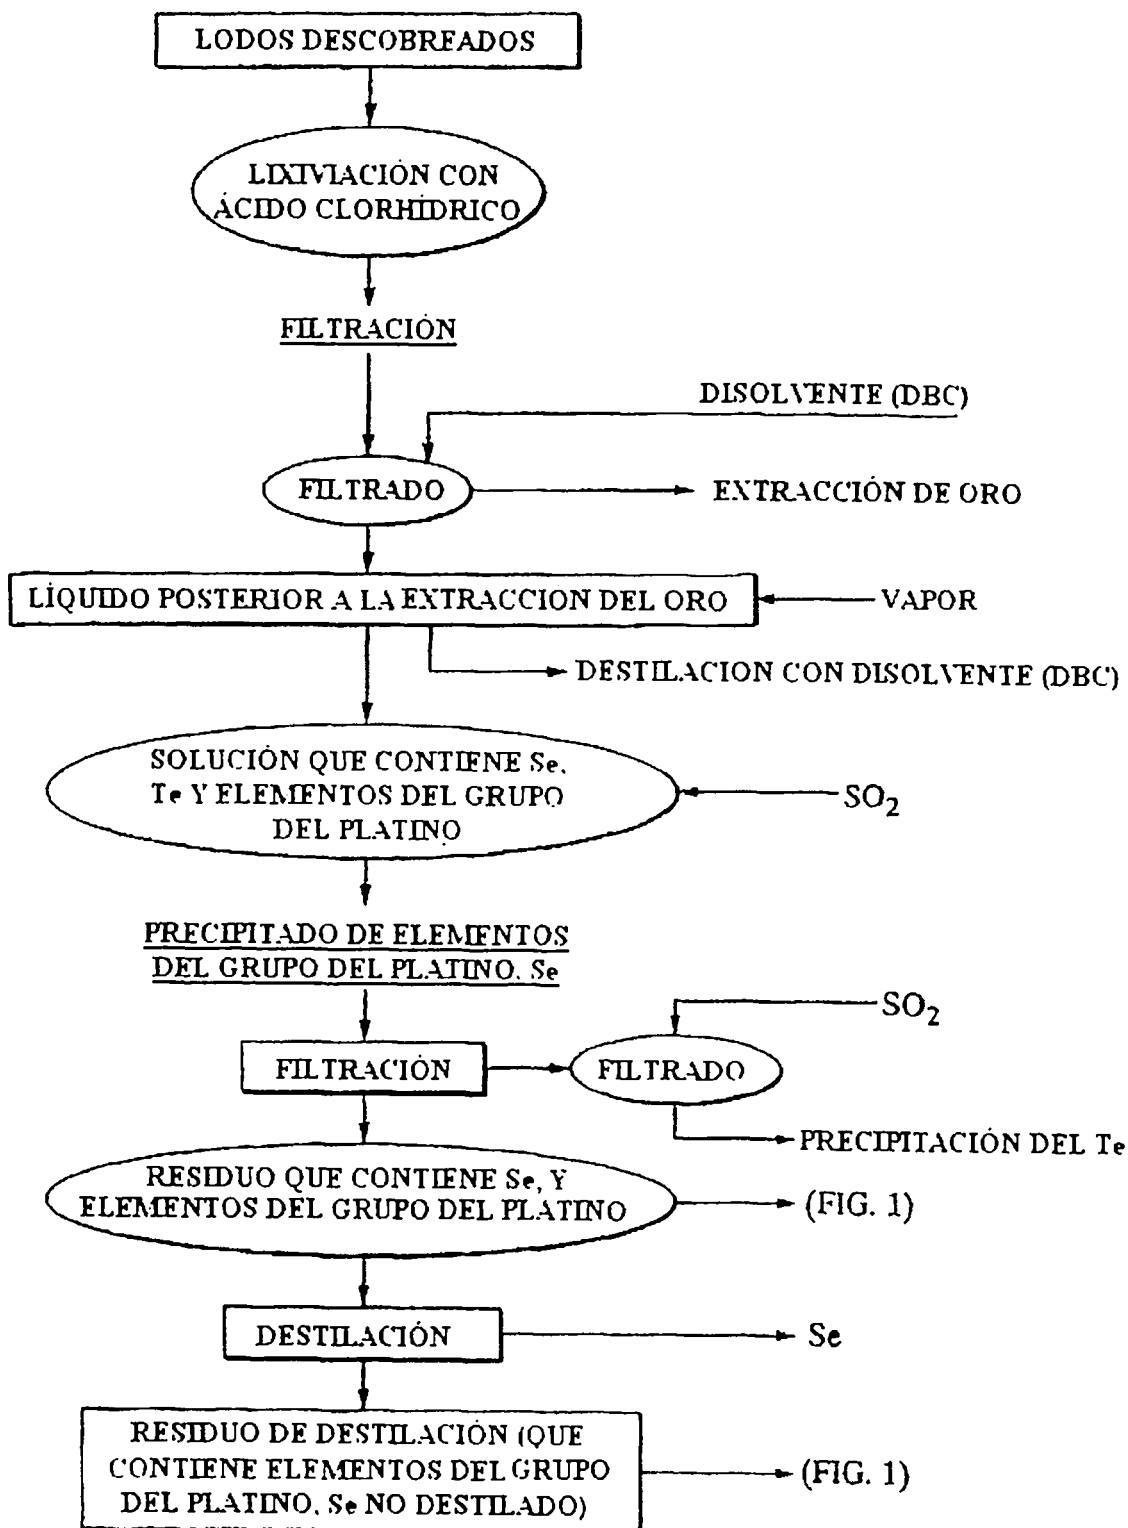 LODOS DESCOBREADOS
LIXIVIACIÓN CON
ÁCIDO CLORHÍDRICO
FILTRACIÓN
DISOLVENTE (DBC)
FILTRADO
EXTRACCIÓN DE ORO
LÍQUIDO POSTERIOR A LA EXTRACCION DEL ORO
VAPOR
DESTILACION CON DISOLVENTE (DBC)
SOLUCIÓN QUE CONTIENE Se,
Te Y ELEMENTOS DEL GRUPO
DEL PLATINO
SO2
PRECIPITADO DE ELEMENTOS
DEL GRUPO DEL PLATINO, Se
SO2
FILTRACIÓN
FILTRADO
PRECIPITACIÓN DEL Te
RESIDUO QUE CONTIENE Se, Y
ELEMENTOS DEL GRUPO DEL PLATINO
(FIG. 1)
DESTILACIÓN
Se
RESIDUO DE DESTILACIÓN (QUE
CONTIENE ELEMENTOS DEL GRUPO
DEL PLATINO, Se NO DESTILADO)
(FIG. 1)